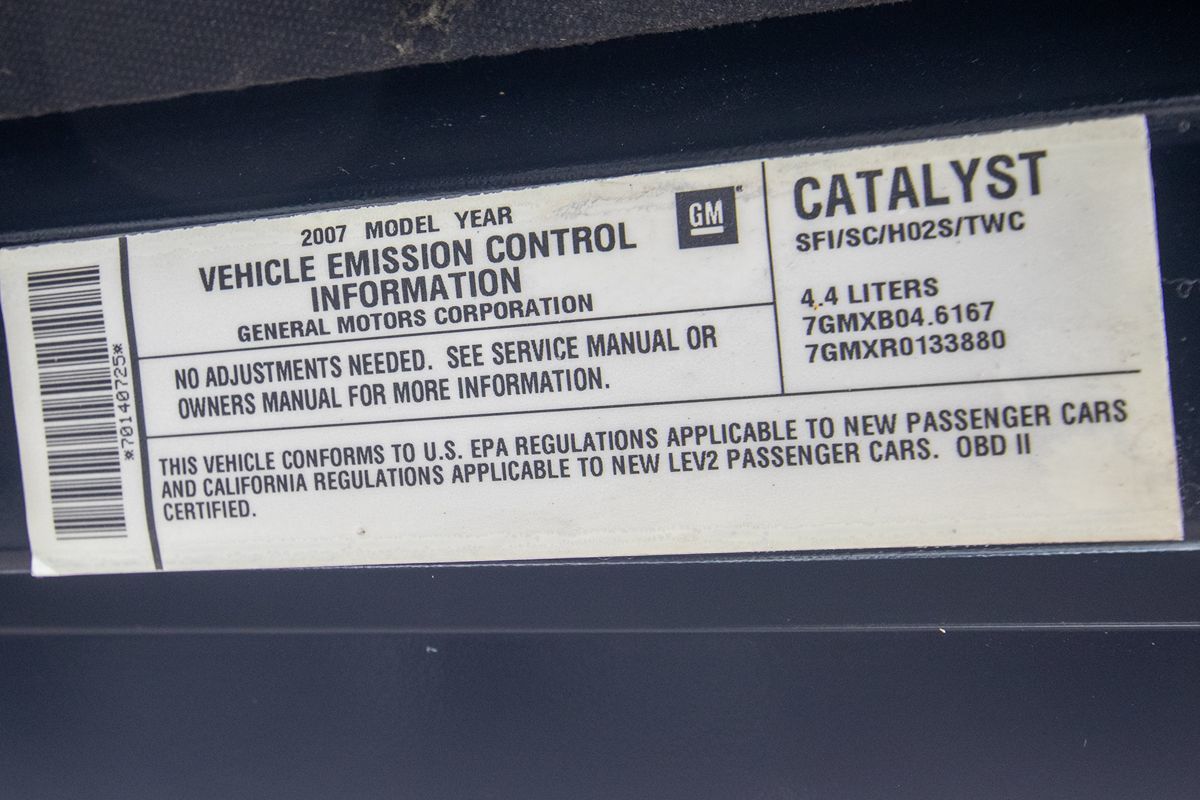 *70140725*
2007 MODEL YEAR
VEHICLE EMISSION CONTROL
INFORMATION
GENERAL MOTORS CORPORATION
GM
NO ADJUSTMENTS NEEDED. SEE SERVICE MANUAL OR
OWNERS MANUAL FOR MORE INFORMATION.
CATALYST
SFI/SC/H02S/TWC
4.4 LITERS
7GMXB04.6167
7GMXR0133880
THIS VEHICLE CONFORMS TO U.S. EPA REGULATIONS APPLICABLE TO NEW PASSENGER CARS
AND CALIFORNIA REGULATIONS APPLICABLE TO NEW LEV2 PASSENGER CARS. OBD II
CERTIFIED.